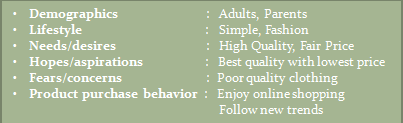 • Demographics : Adults, Parents
• Lifestyle : Simple, Fashion
• Needs/desires : High Quality, Fair Price
• Hopes/aspirations : Best quality with lowest price
• Fears/concerns : Poor quality clothing
• Product purchase behavior : Enjoy online shopping
Follow new trends